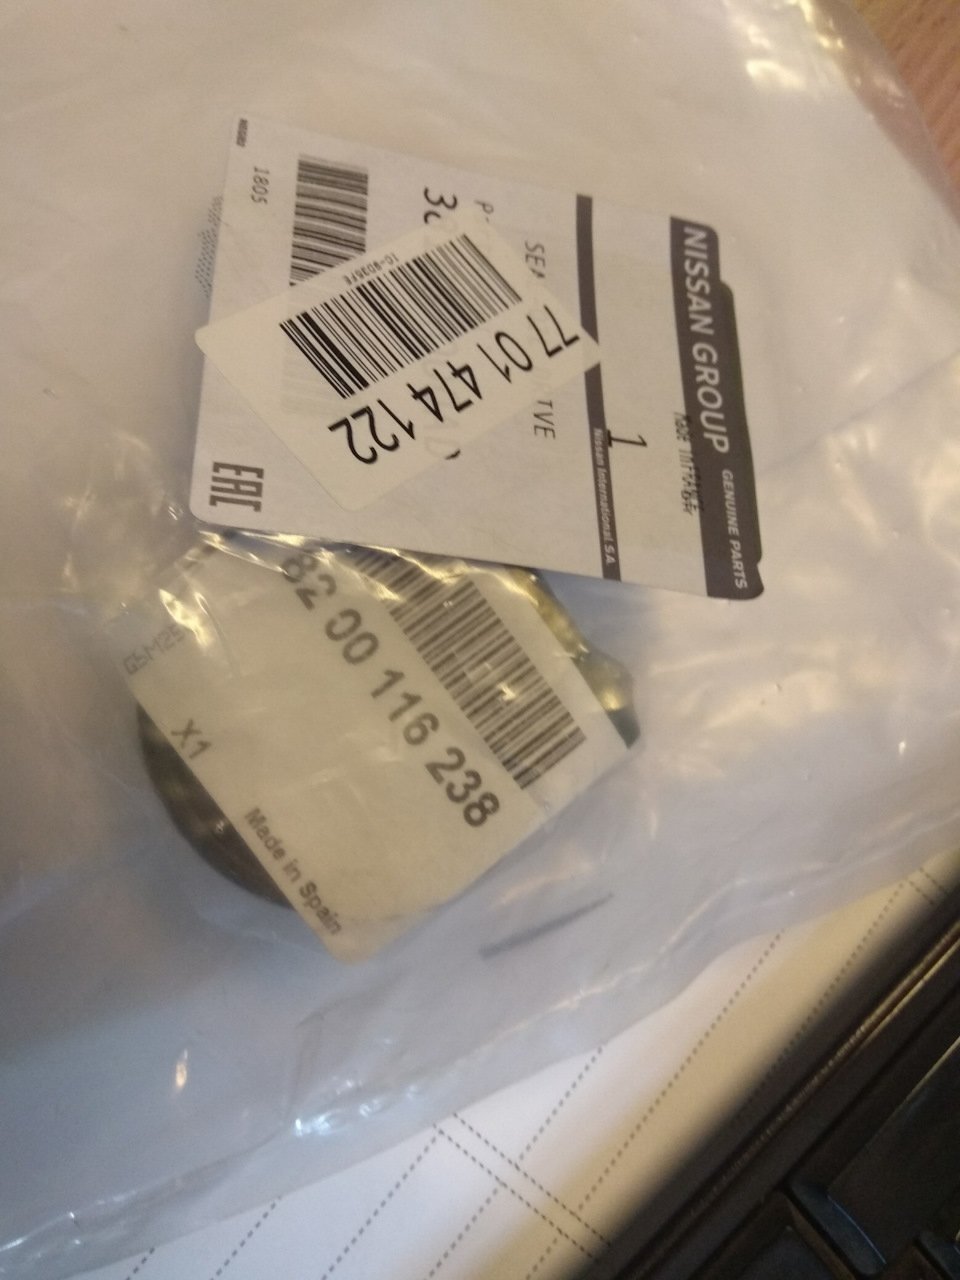 NISSAN GROUP
GENUINE PARTS
1
Nissan International S.A.
SEA
TVE
1805
EAC
77 01 474 122
82 00 116 238
X1
Made in Spain